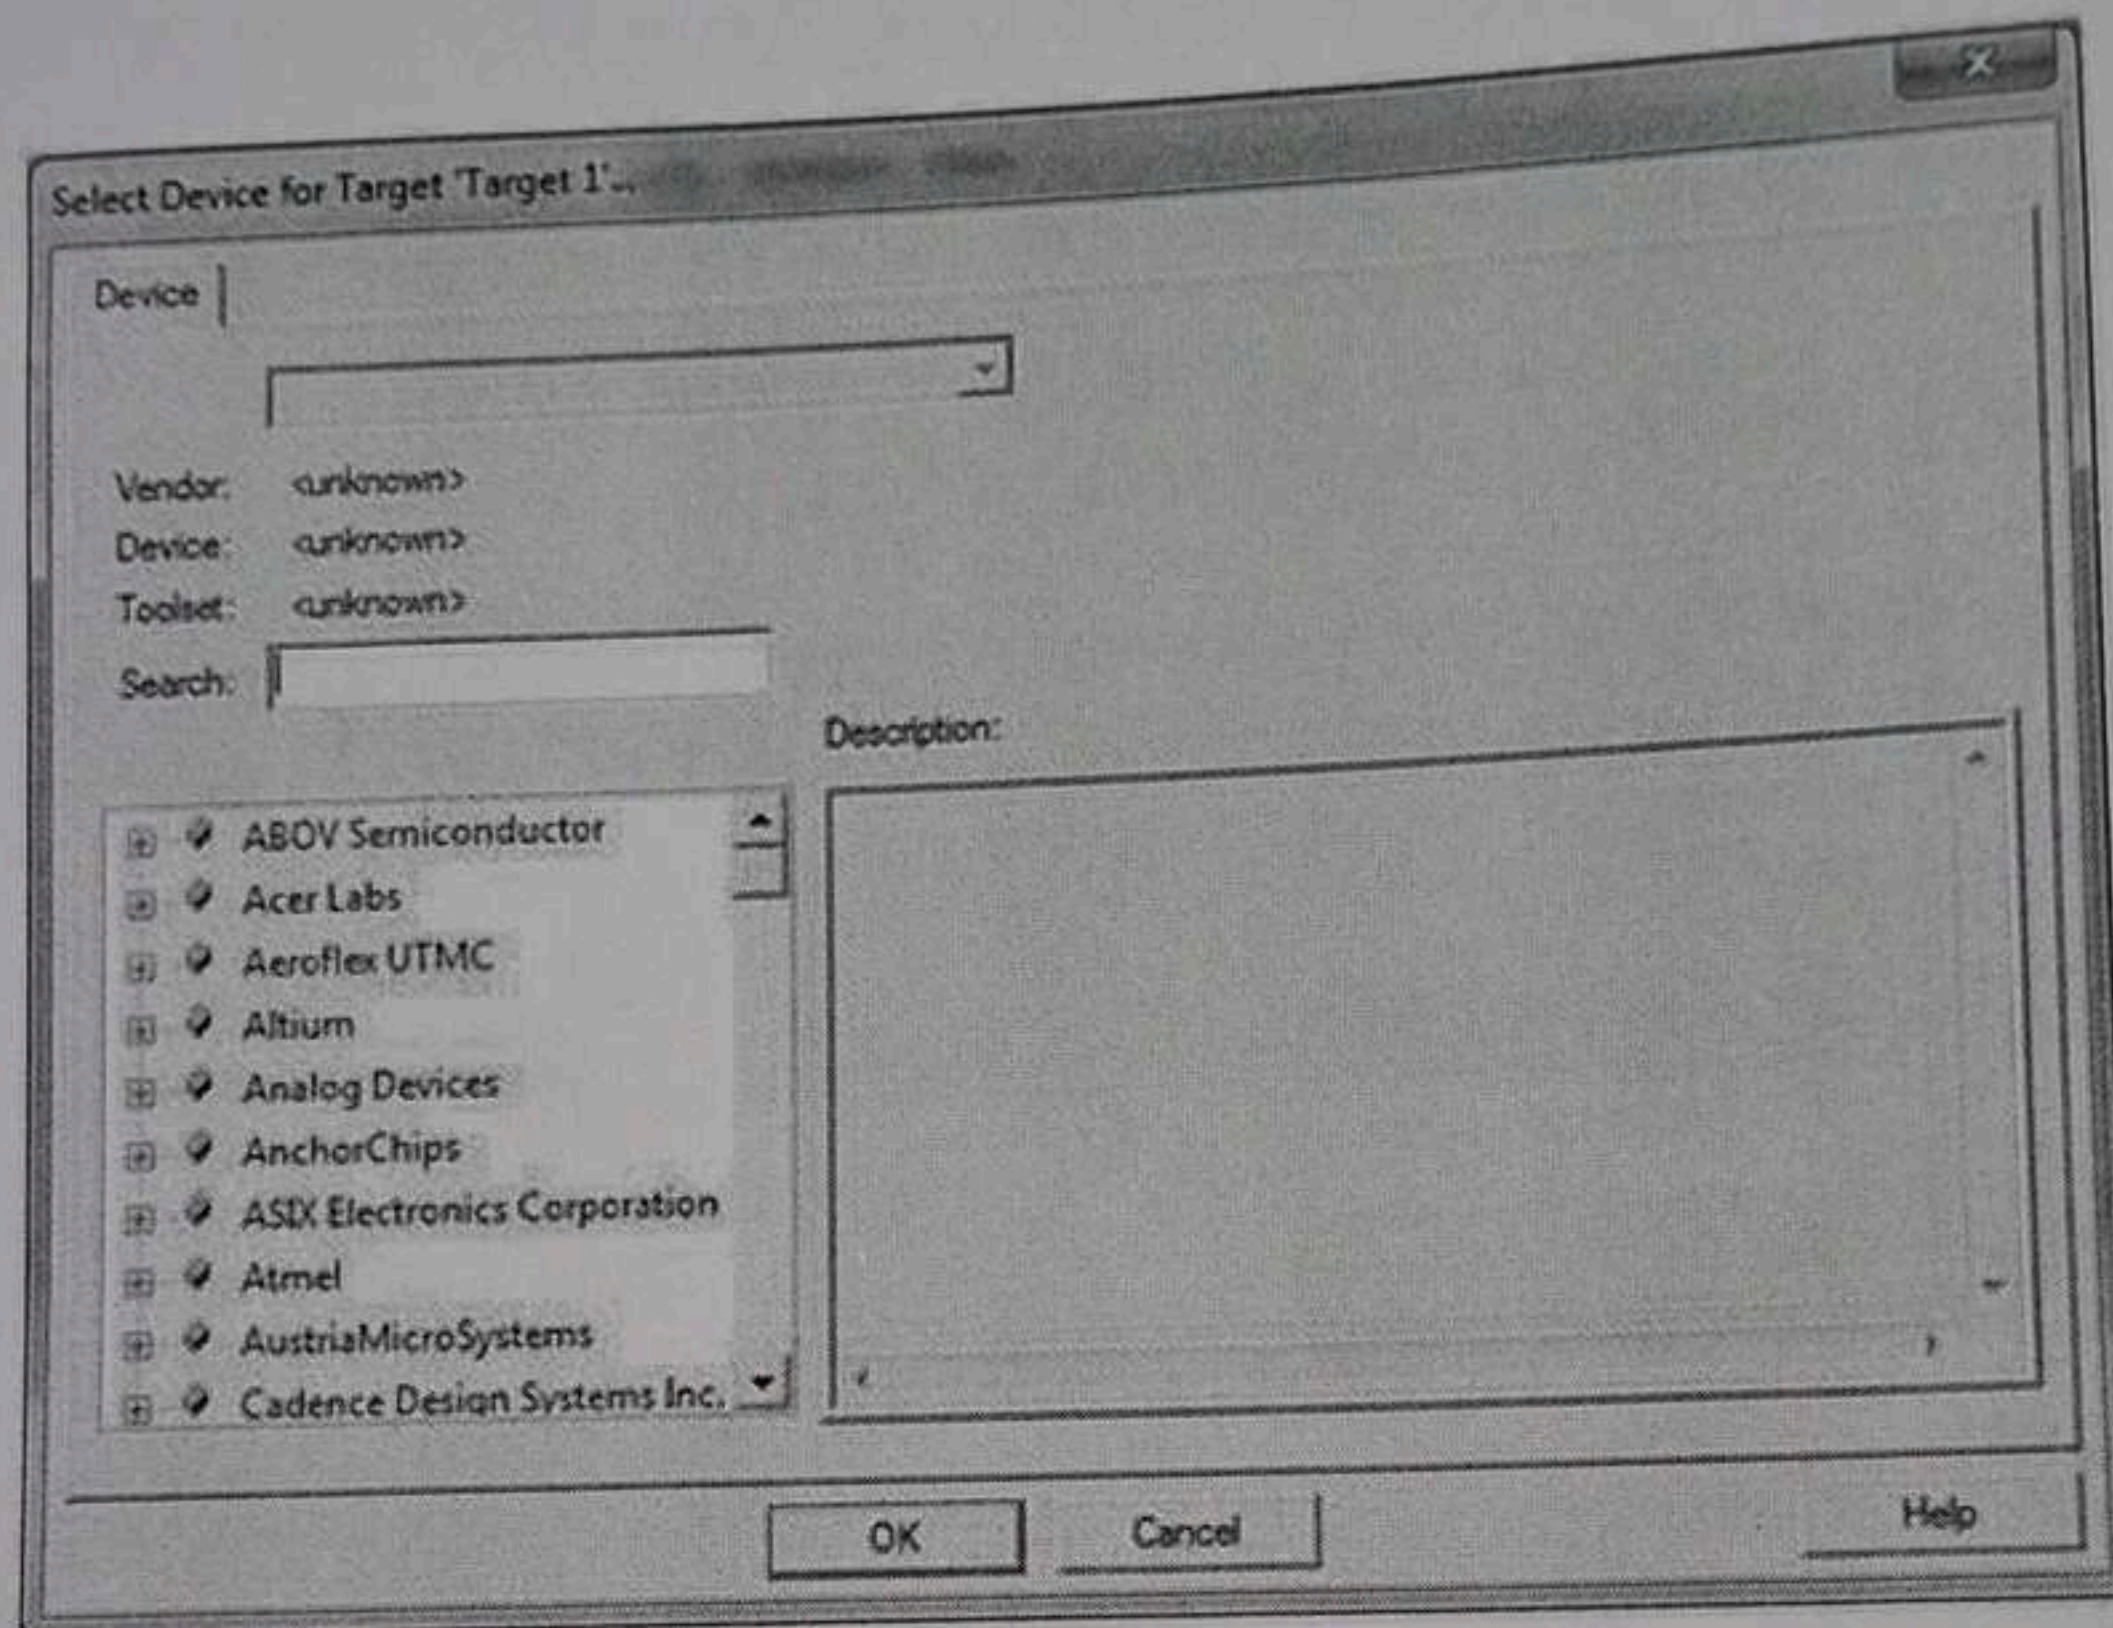 Select Device for Target 'Target 1'...
Device
Vendor: <unknown>
Device: <unknown>
Toolset: <unknown>
Search:
Description:
ABOV Semiconductor
Acer Labs
Aeroflex UTMC
Altium
Analog Devices
AnchorChips
ASIX Electronics Corporation
Atmel
AustriaMicroSystems
Cadence Design Systems Inc.
OK Cancel Help